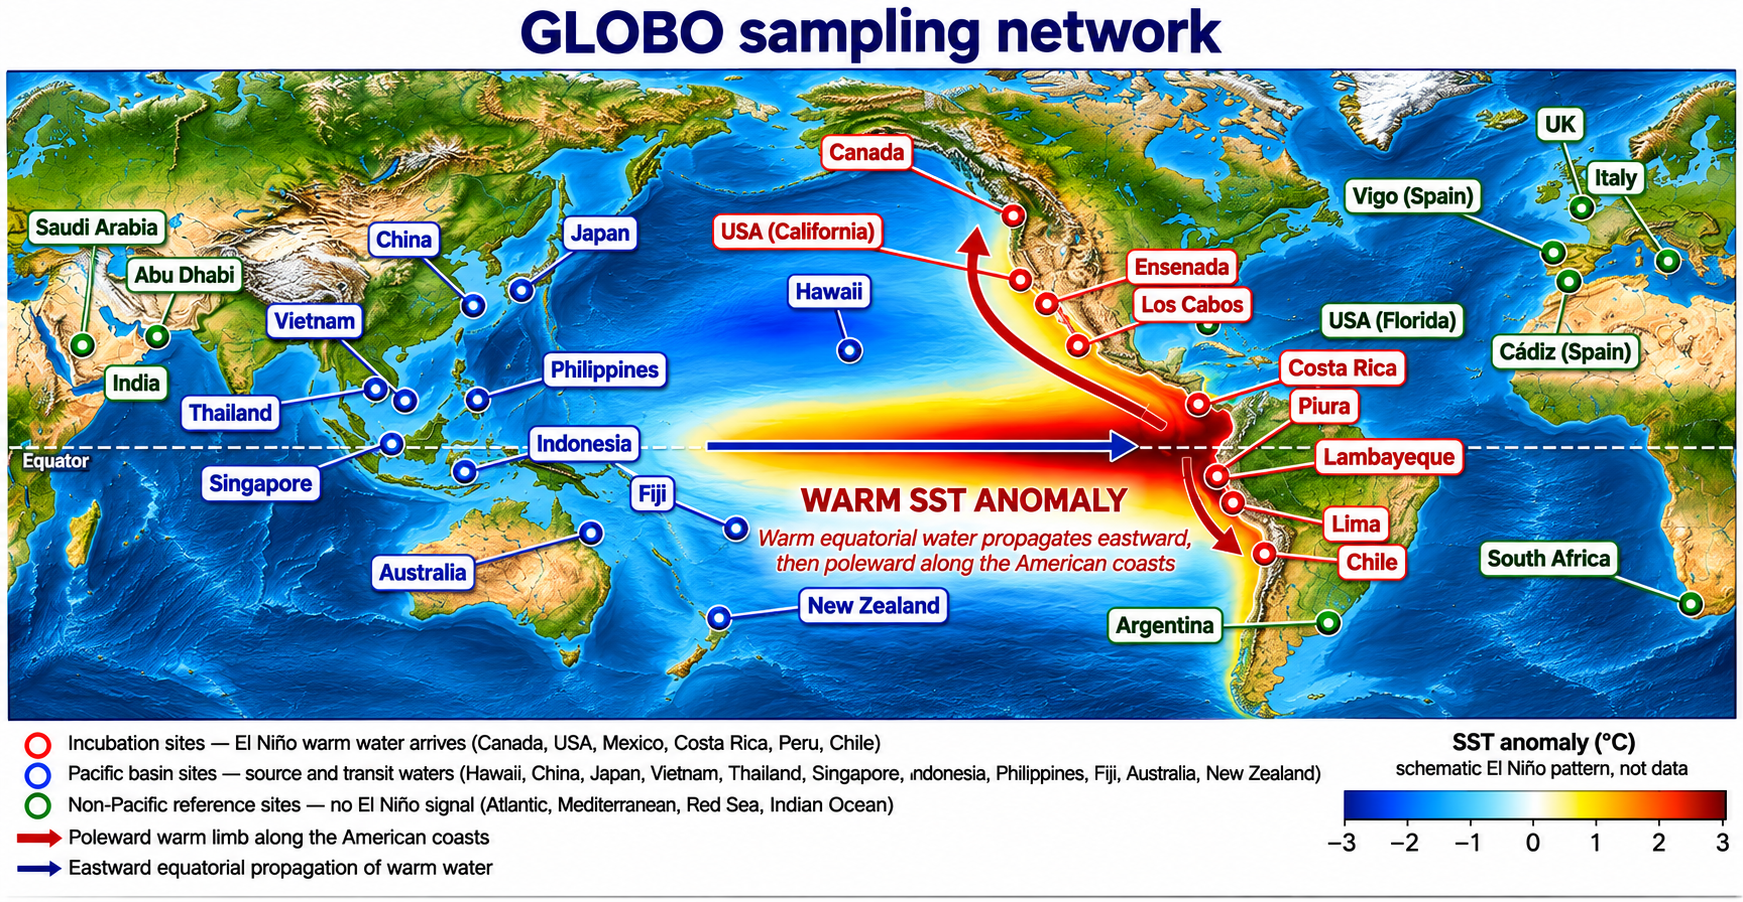 GLOBO sampling network
UK
Canada
Italy
Vigo (Spain)
Saudi Arabia
China
Japan
USA (California)
Abu Dhabi
Ensenada
Hawaii
Los Cabos
Vietnam
USA (Florida)
Cádiz (Spain)
Philippines
Costa Rica
India
Thailand
Piura
Indonesia
Equator
Lambayeque
Singapore
Fiji
WARM SST ANOMALY
Lima
Warm equatorial water propagates eastward,
then poleward along the American coasts
Chile
South Africa
Australia
New Zealand
Argentina
Incubation sites — El Niño warm water arrives (Canada, USA, Mexico, Costa Rica, Peru, Chile)
Pacific basin sites — source and transit waters (Hawaii, China, Japan, Vietnam, Thailand, Singapore, Indonesia, Philippines, Fiji, Australia, New Zealand)
Non-Pacific reference sites — no El Niño signal (Atlantic, Mediterranean, Red Sea, Indian Ocean)
Poleward warm limb along the American coasts
Eastward equatorial propagation of warm water
SST anomaly (°C)
schematic El Niño pattern, not data
−3 −2 −1 0 1 2 3